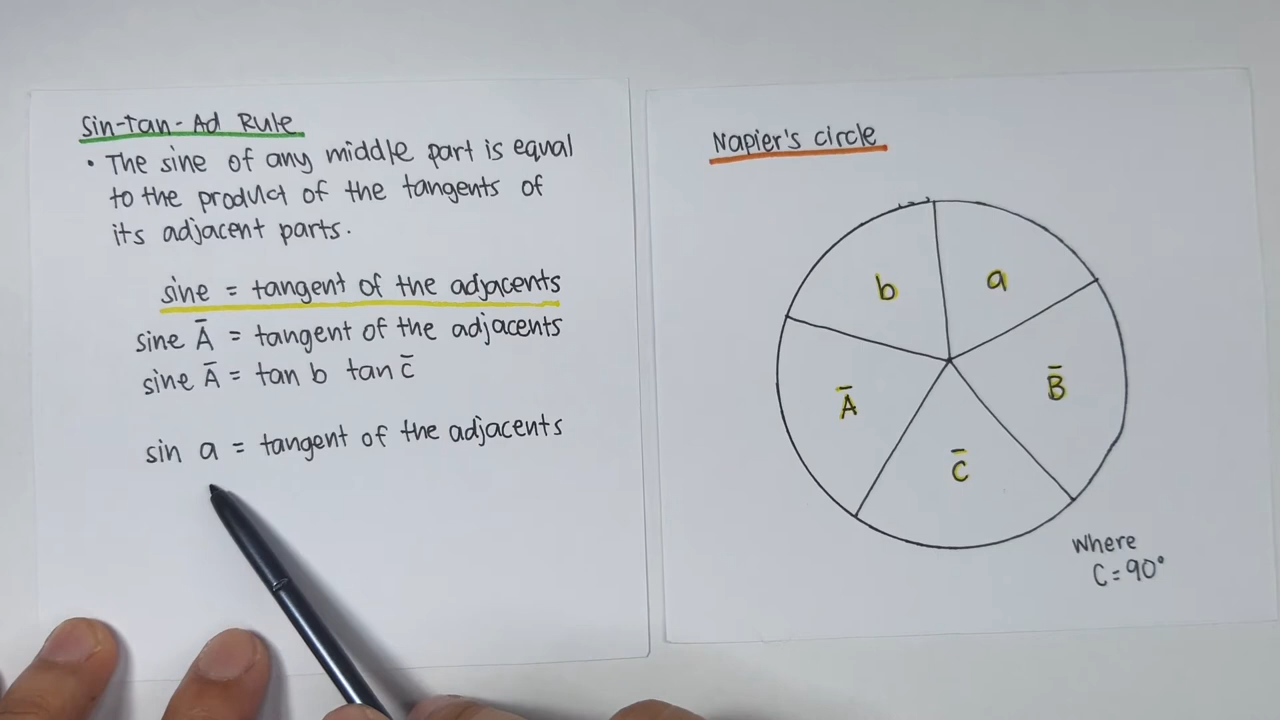 Sin-Tan-Ad Rule
• The sine of any middle part is equal
to the product of the tangents of
its adjacent parts.
sine = tangent of the adjacents
sine Ā = tangent of the adjacents
sine Ā = tan b tan c̄
sin a = tangent of the adjacents
Napier's circle
b
a
Ā
B̄
c̄
Where
C = 90°